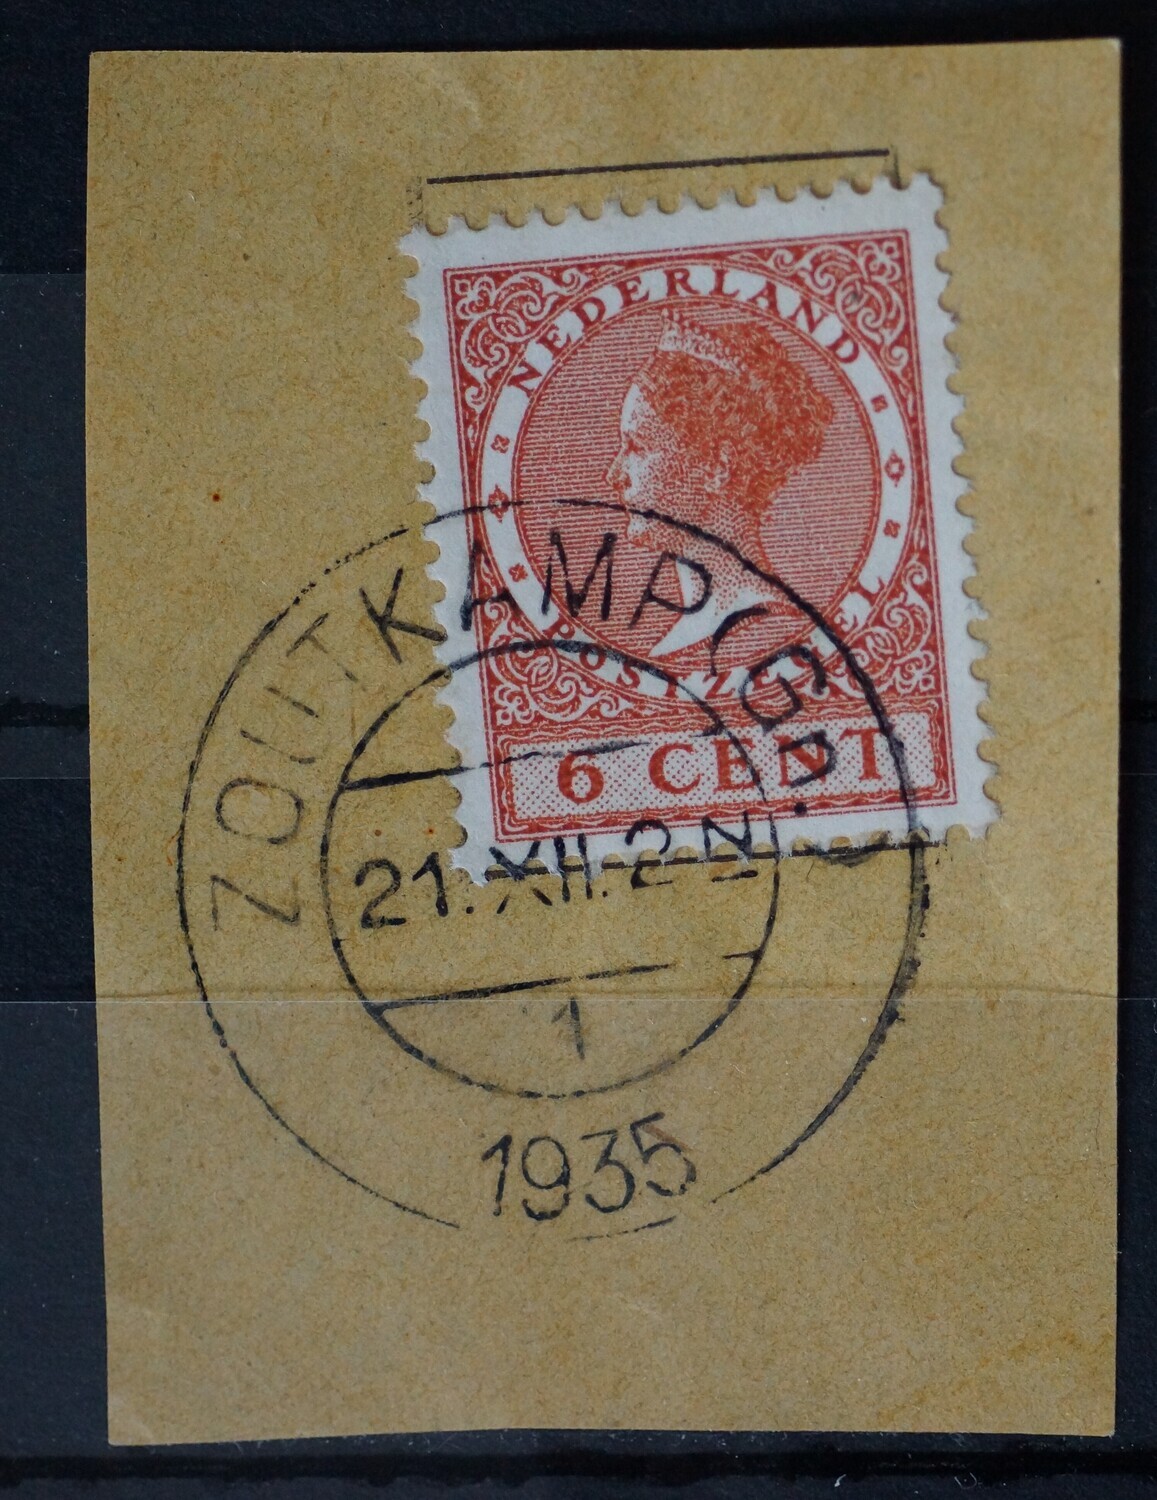 NEDERLAND
POSTZEGEL
6 CENT
ZOUTKAMP (GR.)
21.XII.2 N
1
1935